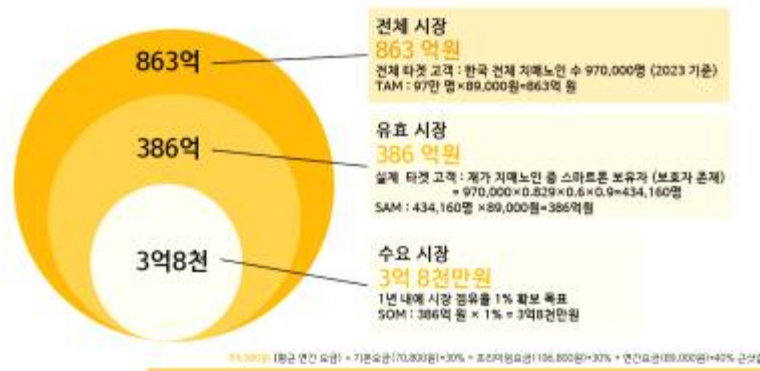 863억
386억
3억8천
전체 시장
863 억원
전체 타겟 고객 : 한국 전체 치매노인 수 970,000명 (2023 기준)
TAM : 97만 명×89,000원=863억 원
유효 시장
386 억원
실제 타겟 고객 : 재가 치매노인 중 스마트폰 보유자 (보호자 존재)
= 970,000×0.829×0.6×0.9=434,160명
SAM : 434,160명 ×89,000원=386억원
수요 시장
3억 8천만원
1년 내에 시장 점유율 1% 확보 목표
SOM : 386억 원 × 1% = 3억8천만원
89,000원 (평균 연간 요금) = 기본요금(70,800원)*30% + 프리미엄요금(106,800원)*30% + 연간요금(89,000원)*40% 근삿값